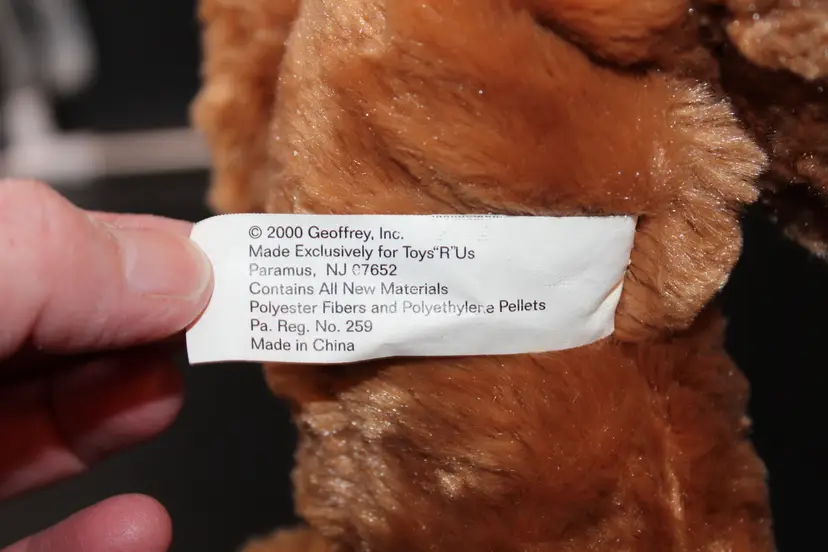 © 2000 Geoffrey, Inc.
Made Exclusively for Toys“R”Us
Paramus, NJ 07652
Contains All New Materials
Polyester Fibers and Polyethylene Pellets
Pa. Reg. No. 259
Made in China